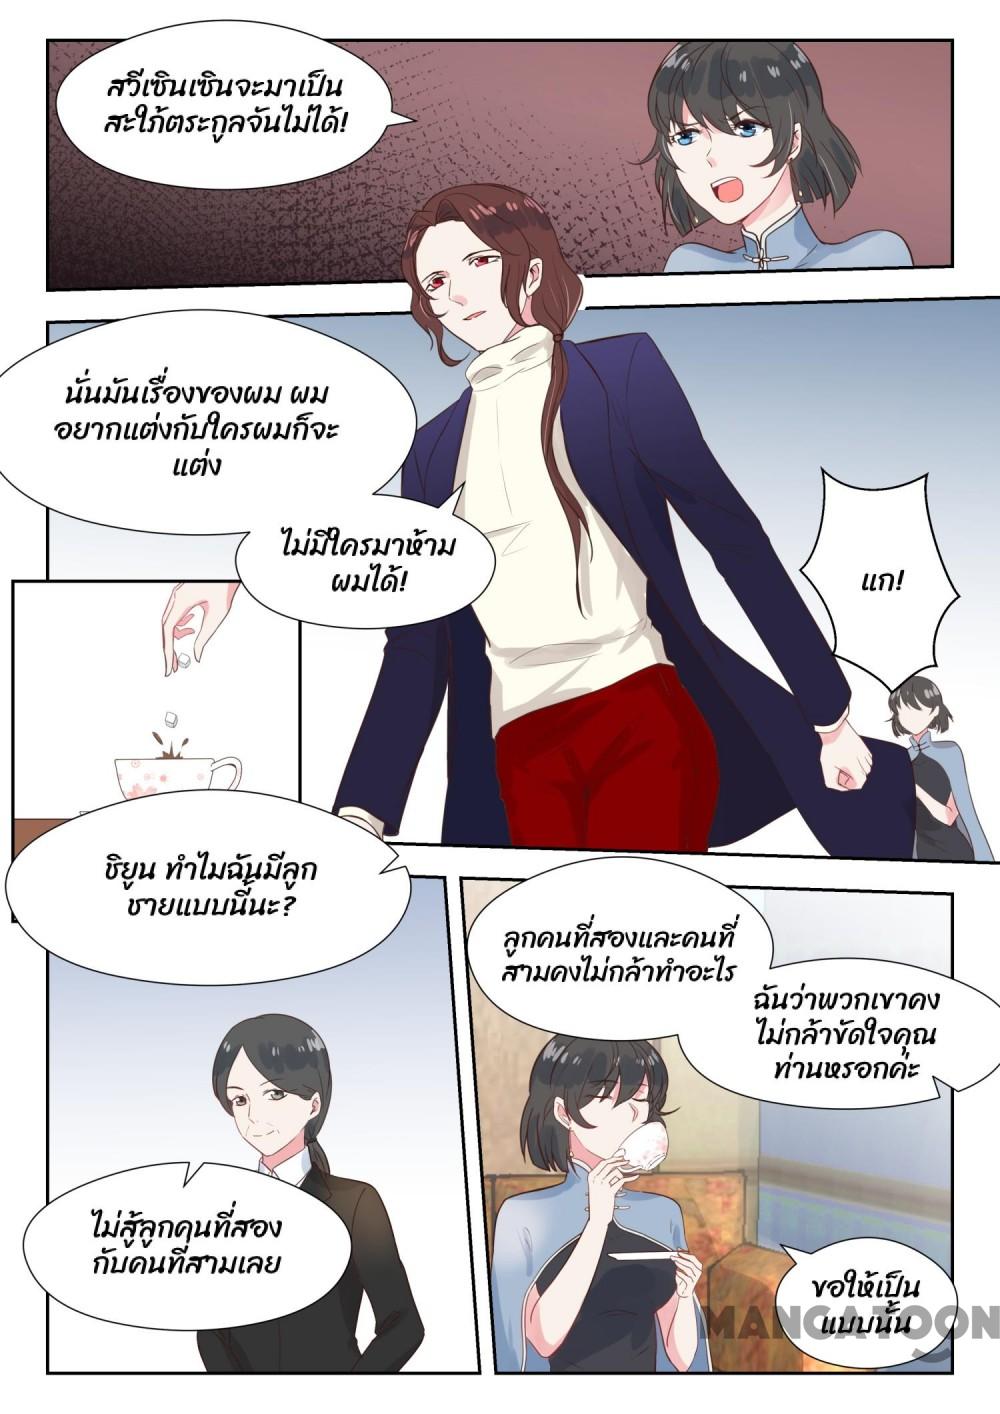 สวีเซินเซินจะมาเป็น
สะใภ้ตระกูลจันไม่ได้!
นั่นมันเรื่องของผม ผม
อยากแต่งกับใครผมก็จะ
แต่ง
ไม่มีใครมาห้าม
ผมได้!
แก!
ชิยูน ทำไมฉันมีลูก
ชายแบบนี้นะ?
ลูกคนที่สองและคนที่
สามคงไม่กล้าทำอะไร
ฉันว่าพวกเขาคง
ไม่กล้าขัดใจคุณ
ท่านหรอกค่ะ
ไม่สู้ลูกคนที่สอง
กับคนที่สามเลย
ขอให้เป็น
แบบนั้น
MANGATOON